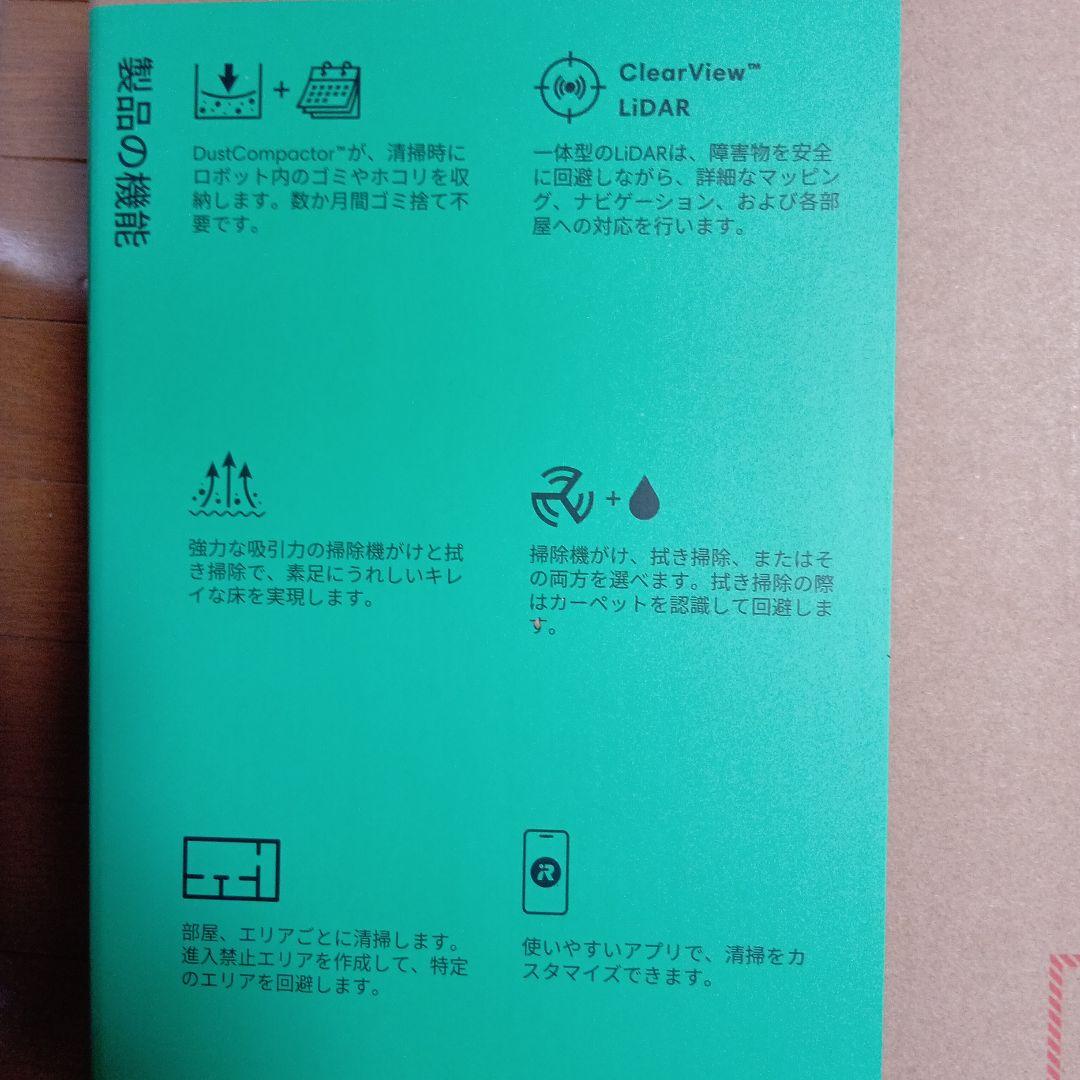 製品の機能
DustCompactor™が、清掃時に
ロボット内のゴミやホコリを収
納します。数か月間ゴミ捨て不
要です。
ClearView™
LiDAR
一体型のLiDARは、障害物を安全
に回避しながら、詳細なマッピン
グ、ナビゲーション、および各部
屋への対応を行います。
強力な吸引力の掃除機がけと拭
き掃除で、素足にうれしいキレ
イな床を実現します。
掃除機がけ、拭き掃除、またはそ
の両方を選べます。拭き掃除の際
はカーペットを認識して回避しま
す。
部屋、エリアごとに清掃します。
進入禁止エリアを作成して、特定
のエリアを回避します。
iR
使いやすいアプリで、清掃をカ
スタマイズできます。